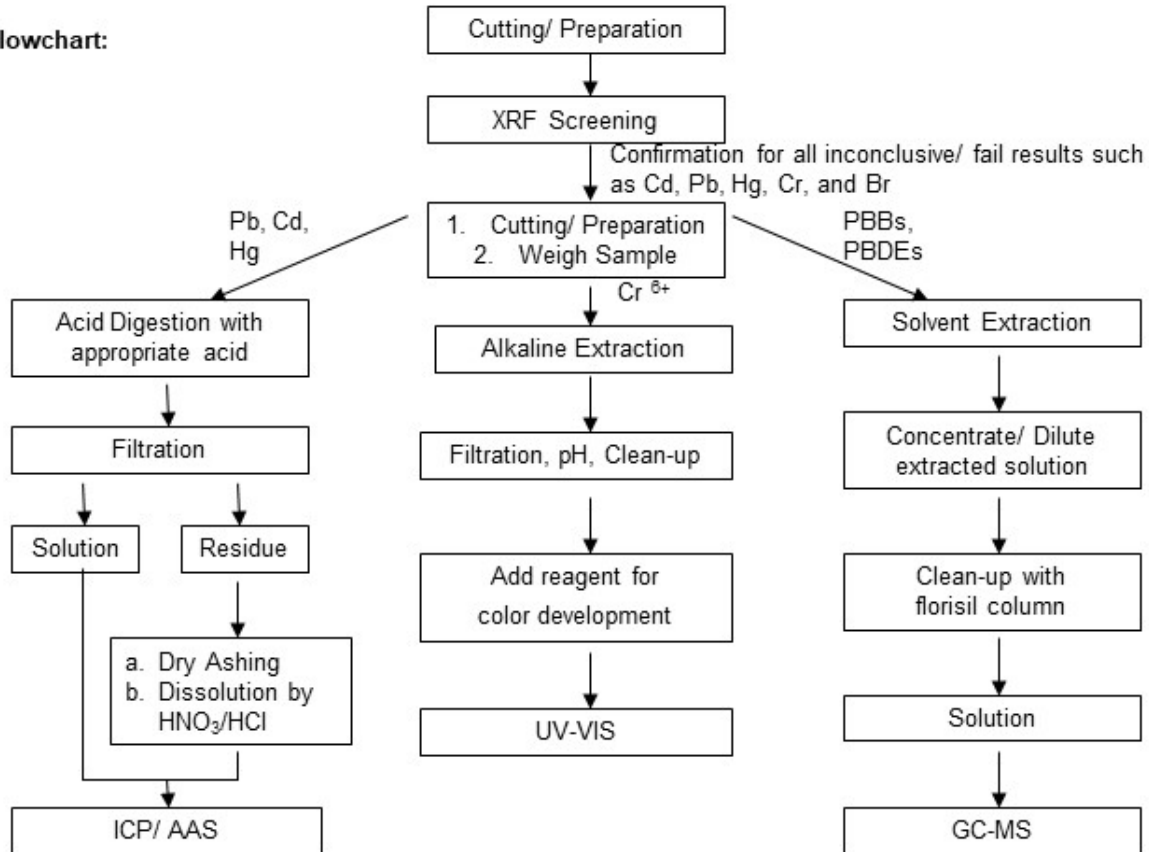 lowchart:
Cutting/ Preparation
XRF Screening
Confirmation for all inconclusive/ fail results such
as Cd, Pb, Hg, Cr, and Br
Pb, Cd,
Hg
1. Cutting/ Preparation
2. Weigh Sample
PBBs,
PBDEs
Cr ⁶⁺
Acid Digestion with
appropriate acid
Filtration
Solution
Residue
a. Dry Ashing
b. Dissolution by
HNO₃/HCl
ICP/ AAS
Alkaline Extraction
Filtration, pH, Clean-up
Add reagent for
color development
UV-VIS
Solvent Extraction
Concentrate/ Dilute
extracted solution
Clean-up with
florisil column
Solution
GC-MS